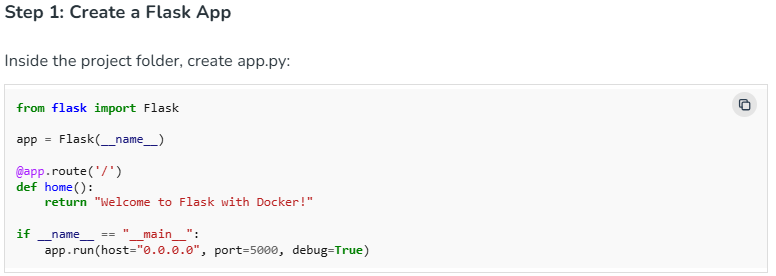 Step 1: Create a Flask App
Inside the project folder, create app.py:
from flask import Flask
app = Flask(__name__)
@app.route('/')
def home():
    return "Welcome to Flask with Docker!"
if __name__ == "__main__":
    app.run(host="0.0.0.0", port=5000, debug=True)